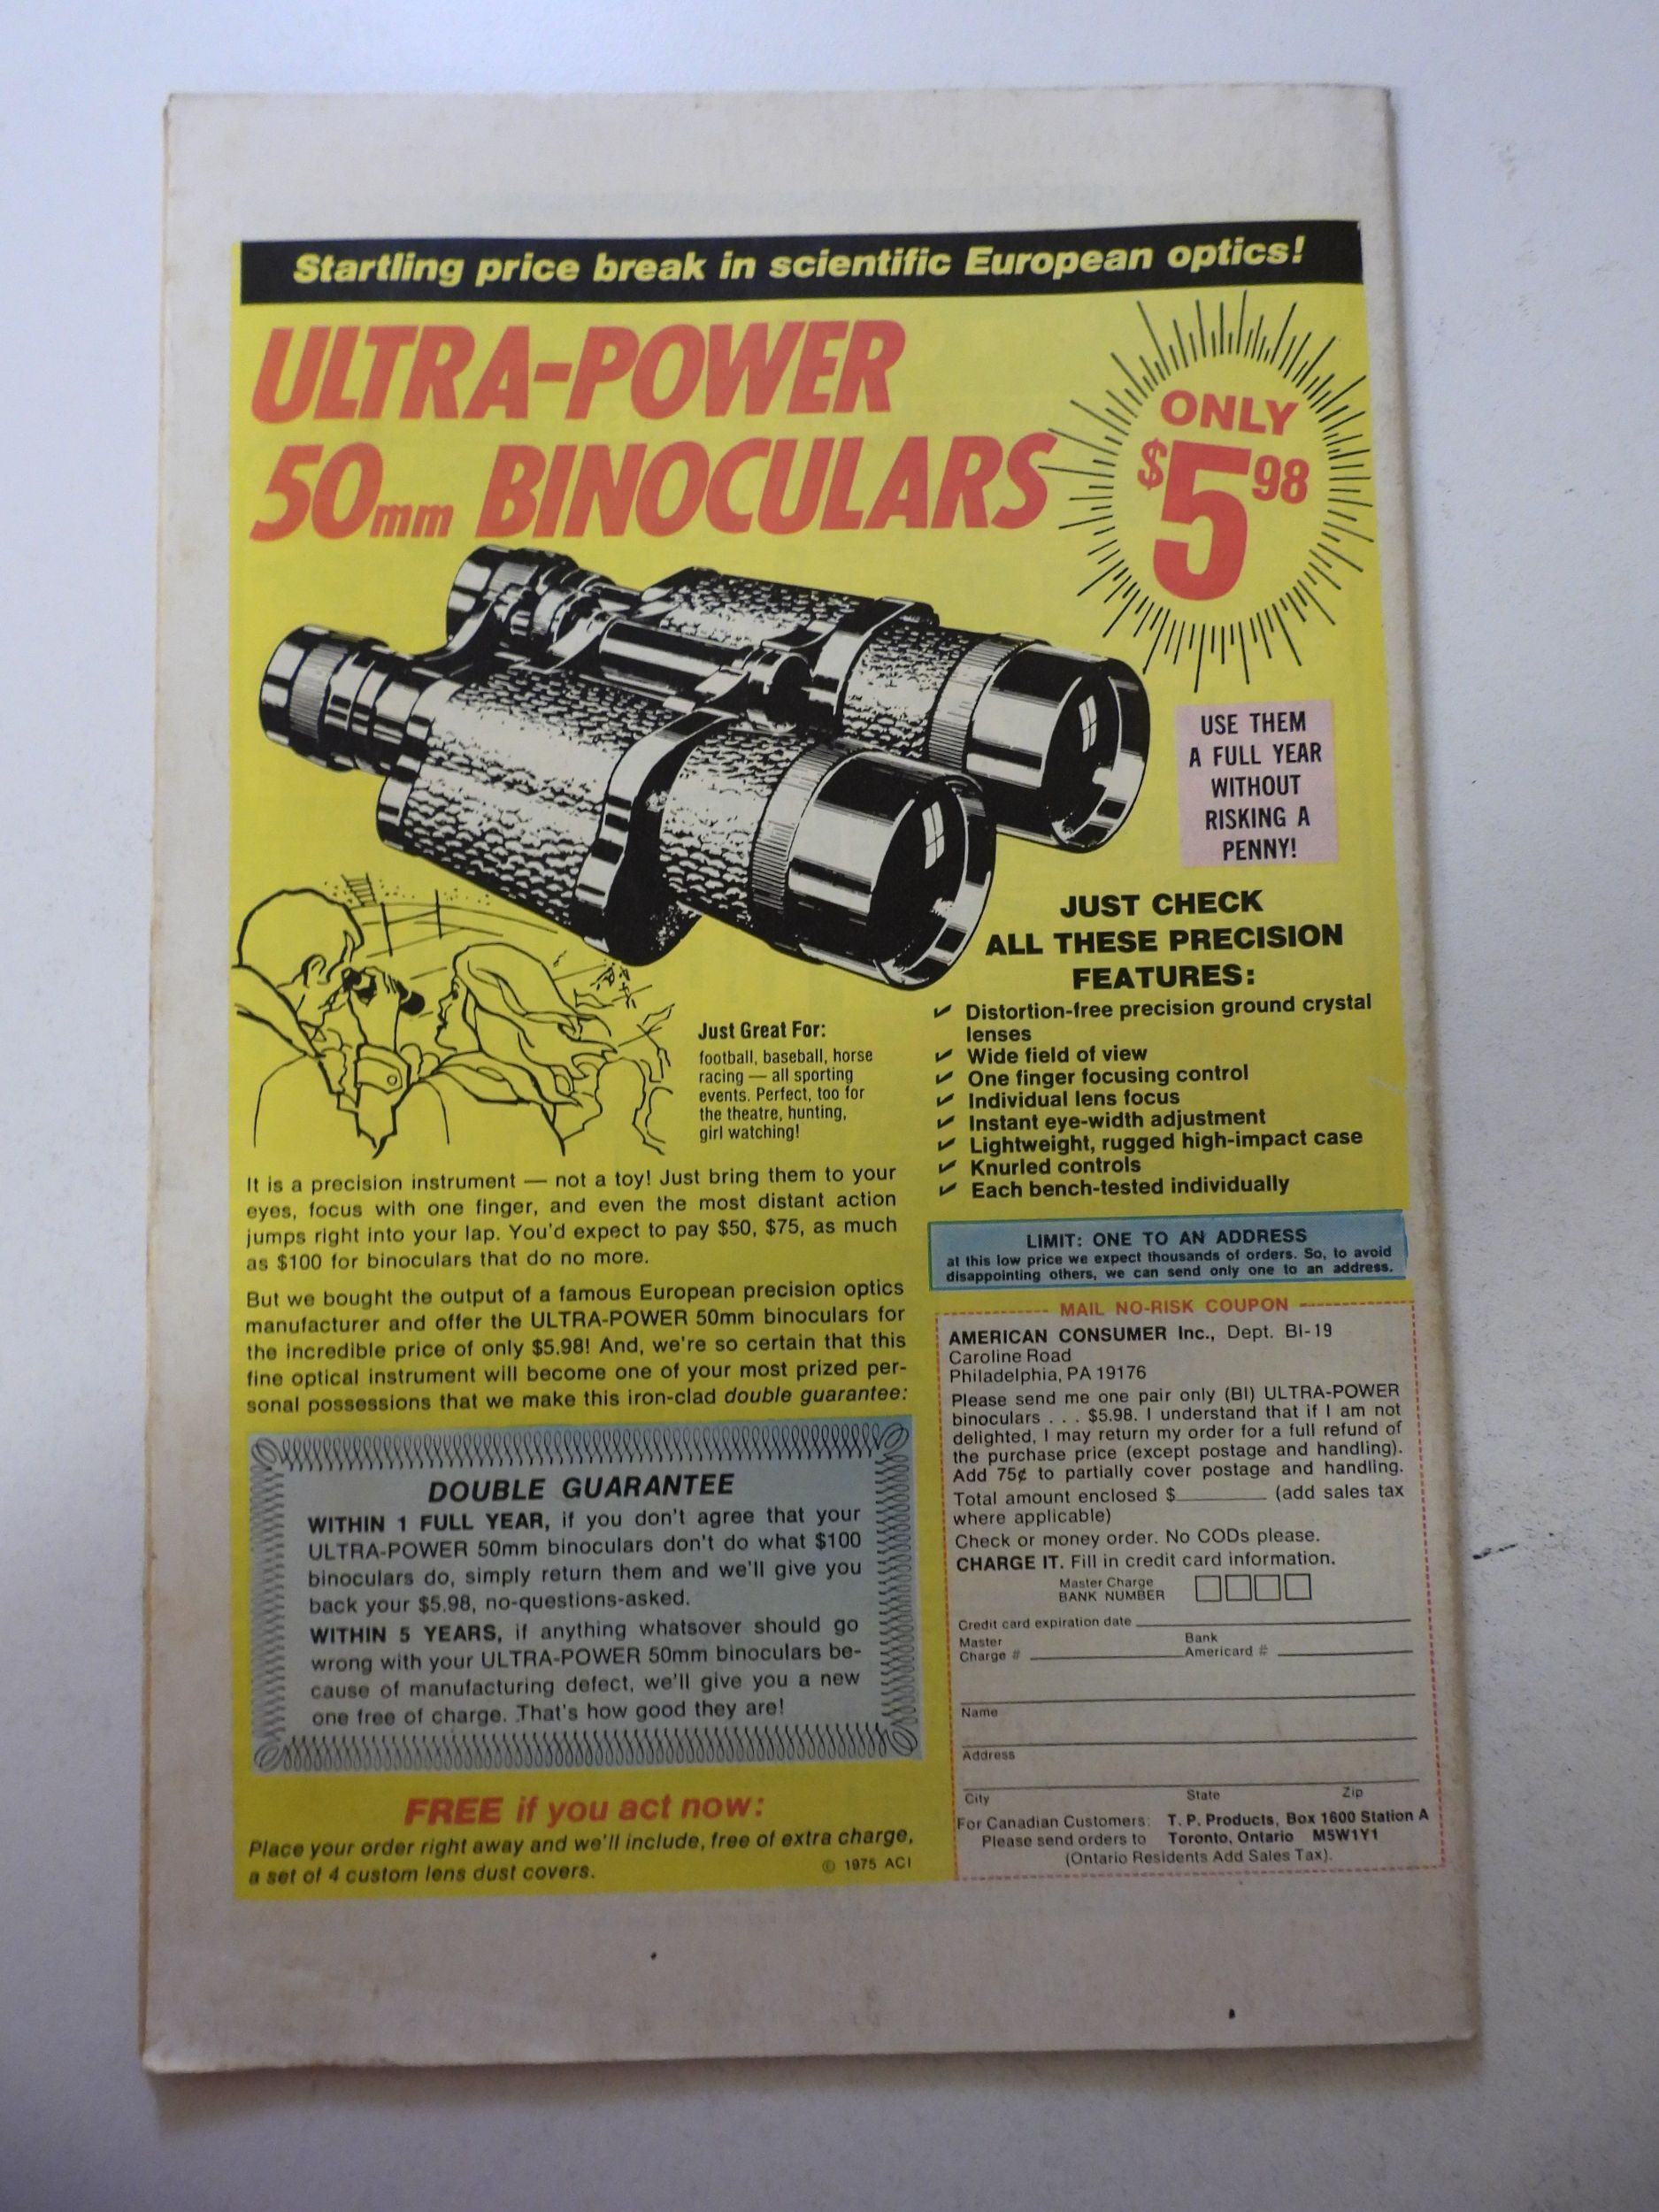 Startling price break in scientific European optics!
ULTRA-POWER
50mm BINOCULARS
ONLY
$5 98
USE THEM
A FULL YEAR
WITHOUT
RISKING A
PENNY!
JUST CHECK
ALL THESE PRECISION
FEATURES:
✔ Distortion-free precision ground crystal
lenses
✔ Wide field of view
✔ One finger focusing control
✔ Individual lens focus
✔ Instant eye-width adjustment
✔ Lightweight, rugged high-impact case
✔ Knurled controls
✔ Each bench-tested individually
Just Great For:
football, baseball, horse
racing — all sporting
events. Perfect, too for
the theatre, hunting,
girl watching!
It is a precision instrument — not a toy! Just bring them to your
eyes, focus with one finger, and even the most distant action
jumps right into your lap. You'd expect to pay $50, $75, as much
as $100 for binoculars that do no more.
But we bought the output of a famous European precision optics
manufacturer and offer the ULTRA-POWER 50mm binoculars for
the incredible price of only $5.98! And, we're so certain that this
fine optical instrument will become one of your most prized per-
sonal possessions that we make this iron-clad double guarantee:
DOUBLE GUARANTEE
WITHIN 1 FULL YEAR, if you don't agree that your
ULTRA-POWER 50mm binoculars don't do what $100
binoculars do, simply return them and we'll give you
back your $5.98, no-questions-asked.
WITHIN 5 YEARS, if anything whatsover should go
wrong with your ULTRA-POWER 50mm binoculars be-
cause of manufacturing defect, we'll give you a new
one free of charge. That's how good they are!
FREE if you act now:
Place your order right away and we'll include, free of extra charge,
a set of 4 custom lens dust covers.
© 1975 ACI
LIMIT: ONE TO AN ADDRESS
at this low price we expect thousands of orders. So, to avoid
disappointing others, we can send only one to an address.
MAIL NO-RISK COUPON
AMERICAN CONSUMER Inc., Dept. BI-19
Caroline Road
Philadelphia, PA 19176
Please send me one pair only (BI) ULTRA-POWER
binoculars . . . $5.98. I understand that if I am not
delighted, I may return my order for a full refund of
the purchase price (except postage and handling).
Add 75¢ to partially cover postage and handling.
Total amount enclosed $________ (add sales tax
where applicable)
Check or money order. No CODs please.
CHARGE IT. Fill in credit card information.
Master Charge
BANK NUMBER
Credit card expiration date
Master
Charge #
Bank
Americard #
Name
Address
City State Zip
For Canadian Customers: T. P. Products, Box 1600 Station A
Please send orders to Toronto, Ontario M5W1Y1
(Ontario Residents Add Sales Tax).